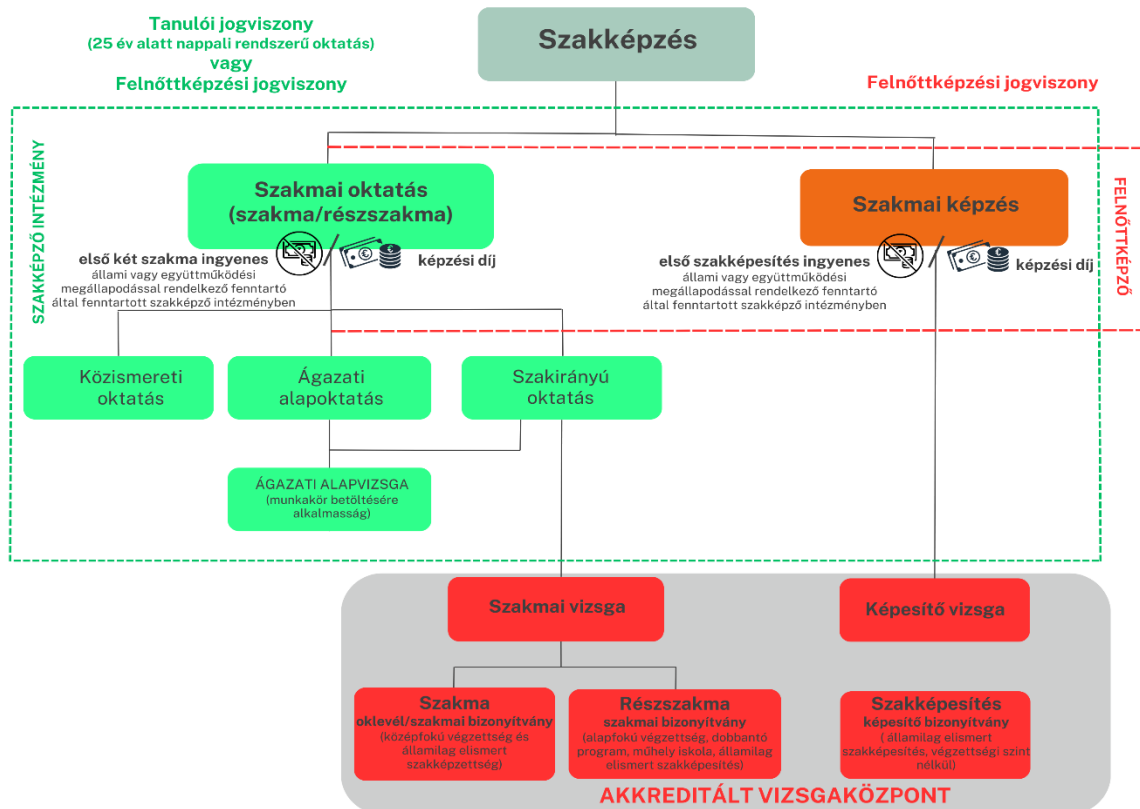 Tanulói jogviszony
(25 év alatt nappali rendszerű oktatás)
vagy
Felnőttképzési jogviszony
Szakképzés
Felnőttképzési jogviszony
SZAKKÉPZŐ INTÉZMÉNY
FELNŐTTKÉPZŐ
Szakmai oktatás
(szakma/részszakma)
első két szakma ingyenes
állami vagy együttműködési
megállapodással rendelkező fenntartó
által fenntartott szakképző intézményben
képzési díj
Szakmai képzés
első szakképesítés ingyenes
állami vagy együttműködési
megállapodással rendelkező fenntartó
által fenntartott szakképző intézményben
képzési díj
Közismereti
oktatás
Ágazati
alapoktatás
Szakirányú
oktatás
ÁGAZATI ALAPVIZSGA
(munkakör betöltésére
alkalmasság)
Szakmai vizsga
Képesítő vizsga
Szakma
oklevél/szakmai bizonyítvány
(középfokú végzettség és
államilag elismert
szakképzettség)
Részszakma
szakmai bizonyítvány
(alapfokú végzettség, dobbantó
program, műhely iskola, államilag
elismert szakképesítés)
Szakképesítés
képesítő bizonyítvány
( államilag elismert
szakképesítés, végzettségi szint
nélkül)
AKKREDITÁLT VIZSGAKÖZPONT